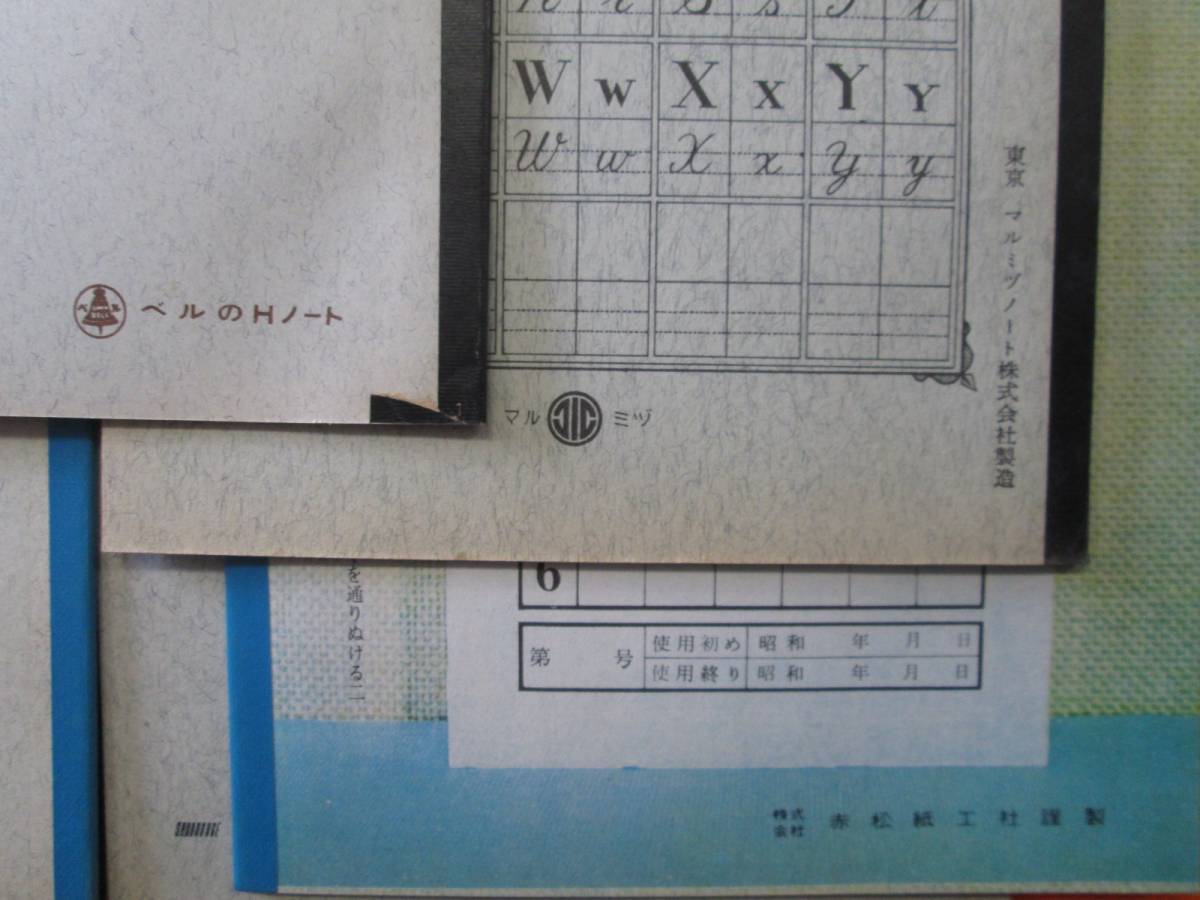 W w X x Y Y
W w X x Y y
東京 マルミヅノート株式会社製造
ベル
ベルのHノート
マル ミヅ
6
第 号 使用初め 昭和 年 月 日
使用終り 昭和 年 月 日
を通りぬける二
株式会社 赤松紙工社謹製